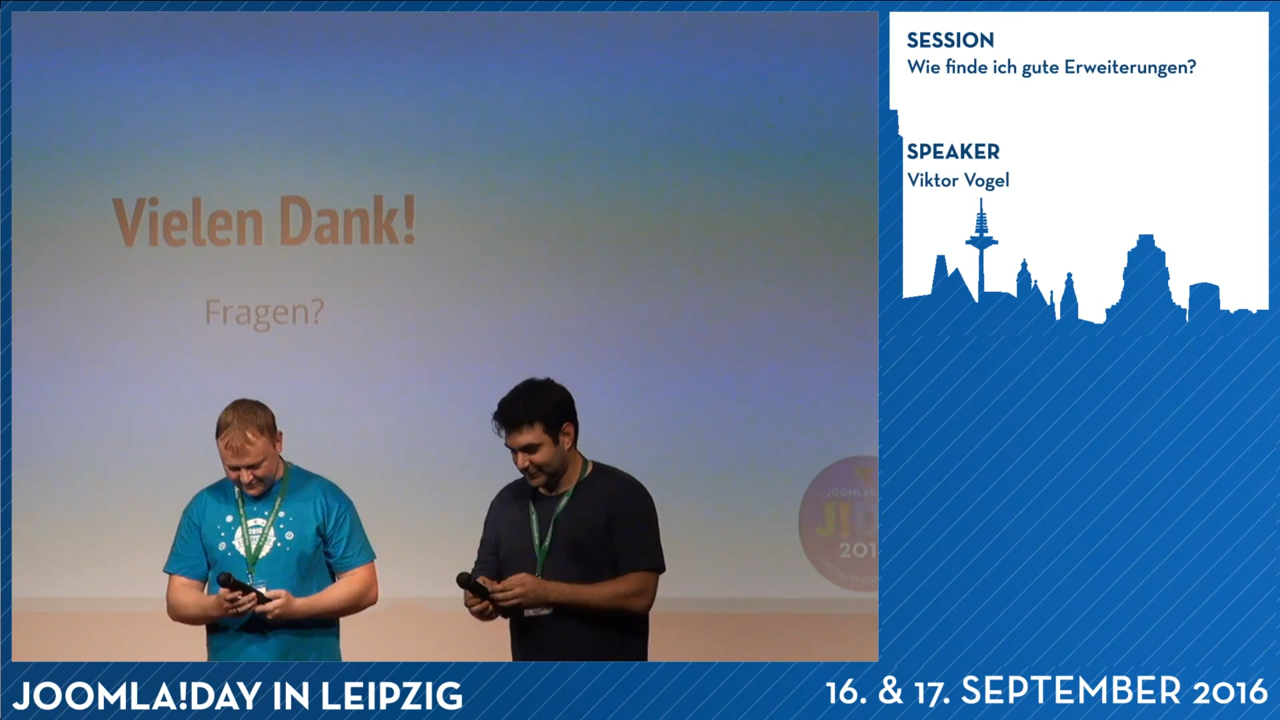 SESSION
Wie finde ich gute Erweiterungen?
SPEAKER
Viktor Vogel
Vielen Dank!
Fragen?
2016
JOOMLA!DAY IN LEIPZIG
16. & 17. SEPTEMBER 2016